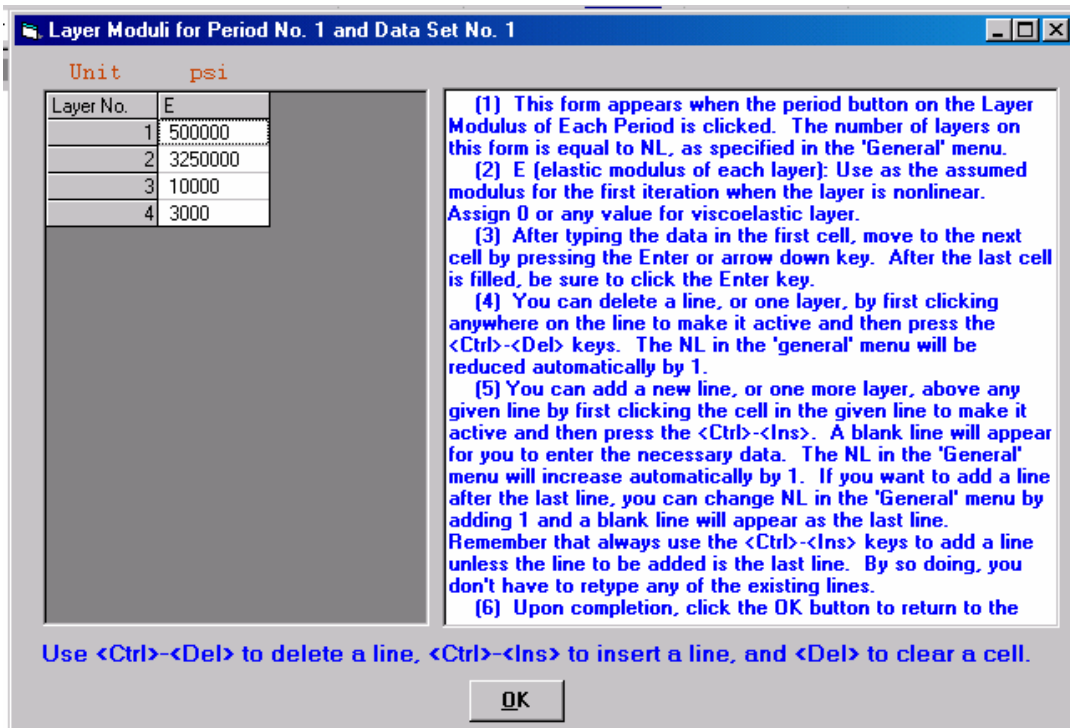 Layer Moduli for Period No. 1 and Data Set No. 1
Unit psi
Layer No. E
1 500000
2 3250000
3 10000
4 3000
(1) This form appears when the period button on the Layer
Modulus of Each Period is clicked. The number of layers on
this form is equal to NL, as specified in the 'General' menu.
(2) E (elastic modulus of each layer): Use as the assumed
modulus for the first iteration when the layer is nonlinear.
Assign 0 or any value for viscoelastic layer.
(3) After typing the data in the first cell, move to the next
cell by pressing the Enter or arrow down key. After the last cell
is filled, be sure to click the Enter key.
(4) You can delete a line, or one layer, by first clicking
anywhere on the line to make it active and then press the
<Ctrl>-<Del> keys. The NL in the 'general' menu will be
reduced automatically by 1.
(5) You can add a new line, or one more layer, above any
given line by first clicking the cell in the given line to make it
active and then press the <Ctrl>-<Ins>. A blank line will appear
for you to enter the necessary data. The NL in the 'General'
menu will increase automatically by 1. If you want to add a line
after the last line, you can change NL in the 'General' menu by
adding 1 and a blank line will appear as the last line.
Remember that always use the <Ctrl>-<Ins> keys to add a line
unless the line to be added is the last line. By so doing, you
don't have to retype any of the existing lines.
(6) Upon completion, click the OK button to return to the
Use <Ctrl>-<Del> to delete a line, <Ctrl>-<Ins> to insert a line, and <Del> to clear a cell.
OK